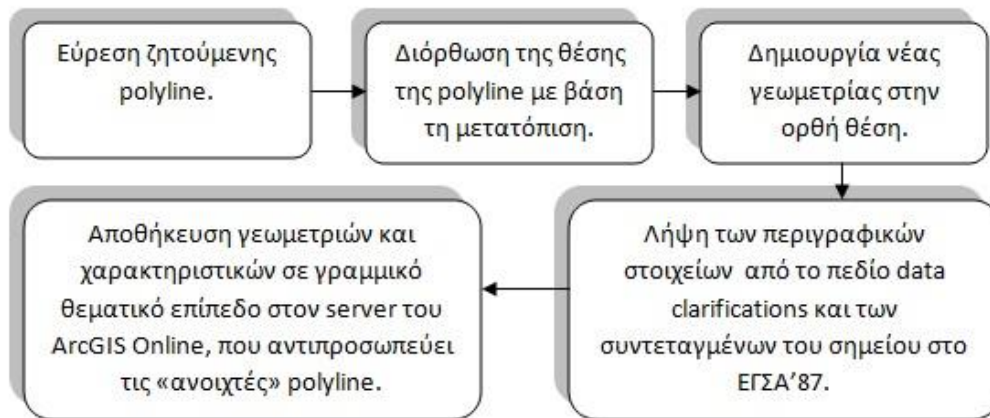 Εύρεση ζητούμενης
polyline.
Διόρθωση της θέσης
της polyline με βάση
τη μετατόπιση.
Δημιουργία νέας
γεωμετρίας στην
ορθή θέση.
Λήψη των περιγραφικών
στοιχείων από το πεδίο data
clarifications και των
συντεταγμένων του σημείου στο
ΕΓΣΑ’87.
Αποθήκευση γεωμετριών και
χαρακτηριστικών σε γραμμικό
θεματικό επίπεδο στον server του
ArcGIS Online, που αντιπροσωπεύει
τις «ανοιχτές» polyline.